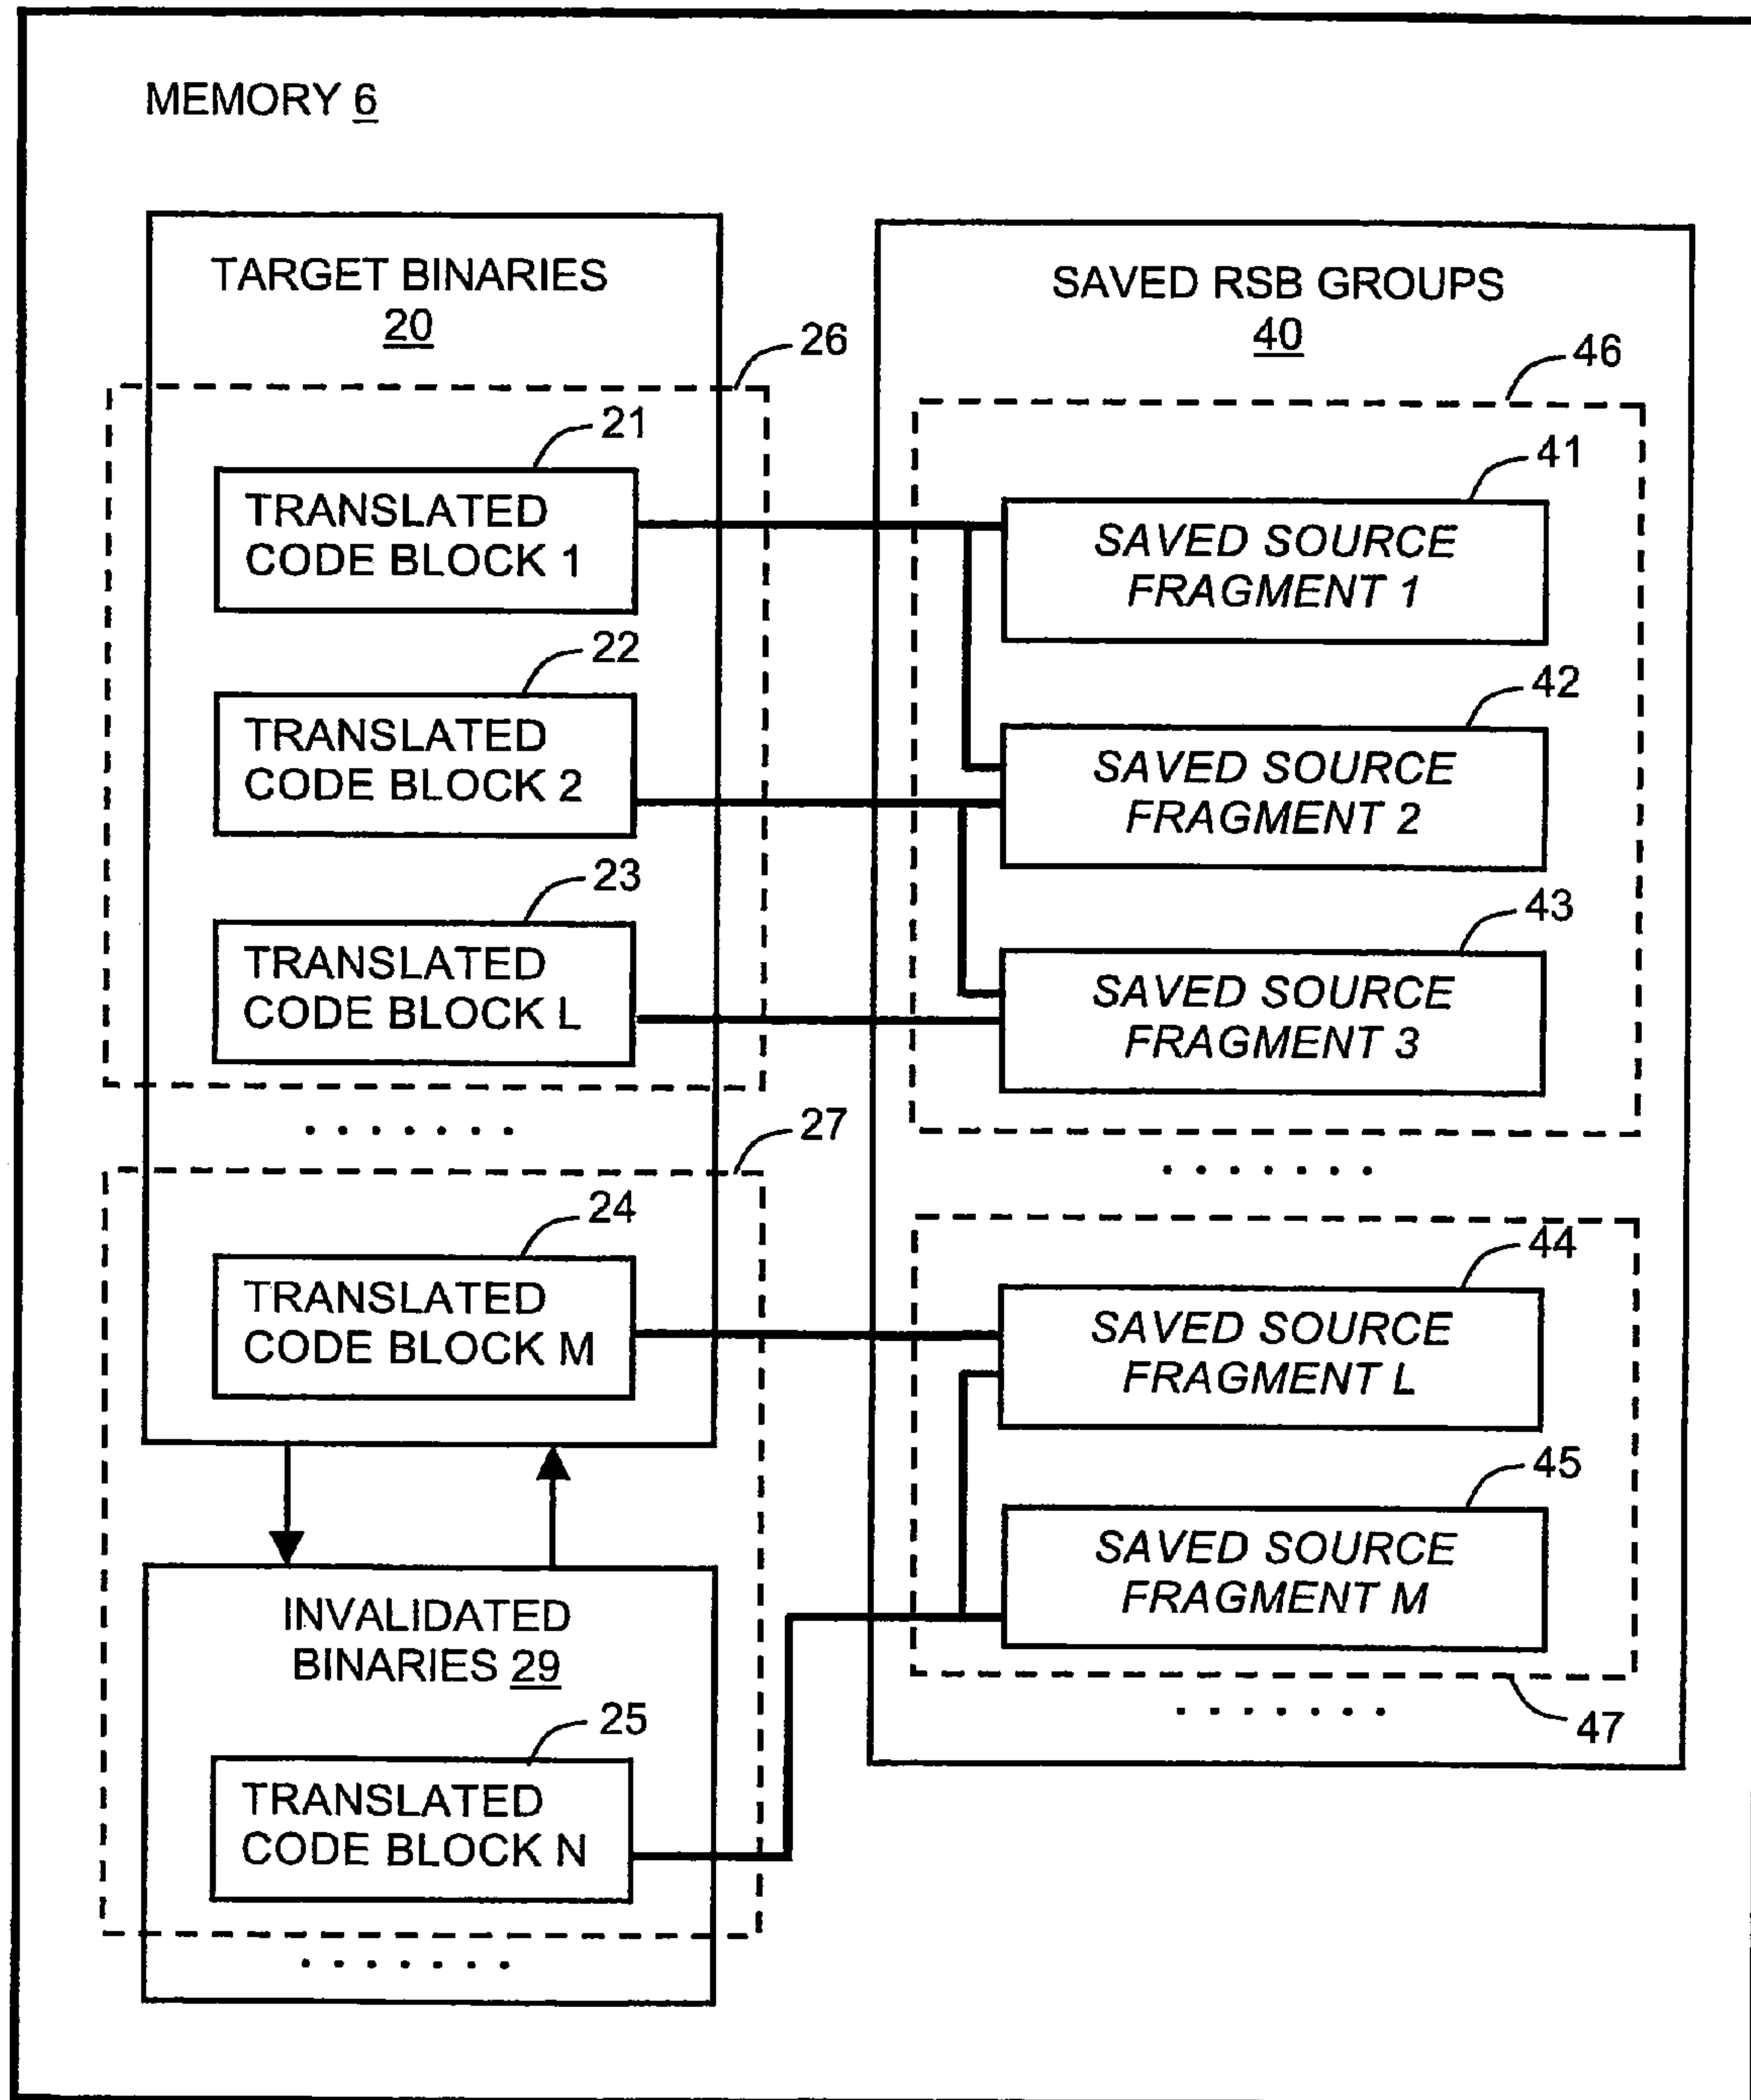 MEMORY 6
TARGET BINARIES
20
26
21
TRANSLATED
CODE BLOCK 1
22
TRANSLATED
CODE BLOCK 2
23
TRANSLATED
CODE BLOCK L
. . . . . . .
27
24
TRANSLATED
CODE BLOCK M
INVALIDATED
BINARIES 29
25
TRANSLATED
CODE BLOCK N
. . . . . . .
SAVED RSB GROUPS
40
46
41
SAVED SOURCE
FRAGMENT 1
42
SAVED SOURCE
FRAGMENT 2
43
SAVED SOURCE
FRAGMENT 3
. . . . . . .
44
SAVED SOURCE
FRAGMENT L
45
SAVED SOURCE
FRAGMENT M
47
. . . . . . .